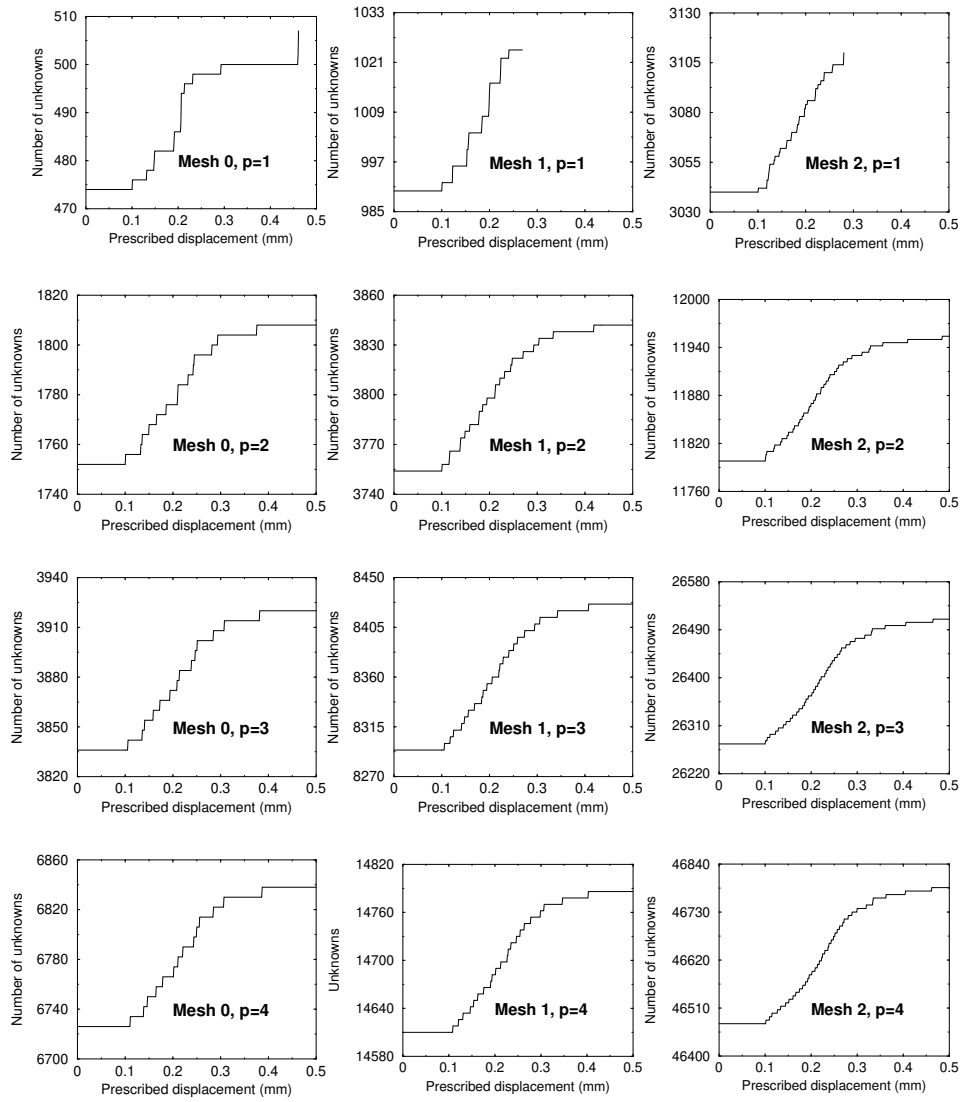 510
500
490
480
470
Number of unknowns
Mesh 0, p=1
0 0.1 0.2 0.3 0.4 0.5
Prescribed displacement (mm)
1033
1021
1009
997
985
Number of unknowns
Mesh 1, p=1
0 0.1 0.2 0.3 0.4 0.5
Prescribed displacement (mm)
3130
3105
3080
3055
3030
Number of unknowns
Mesh 2, p=1
0 0.1 0.2 0.3 0.4 0.5
Prescribed displacement (mm)
1820
1800
1780
1760
1740
Number of unknowns
Mesh 0, p=2
0 0.1 0.2 0.3 0.4 0.5
Prescribed displacement (mm)
3860
3830
3800
3770
3740
Number of unknowns
Mesh 1, p=2
0 0.1 0.2 0.3 0.4 0.5
Prescribed displacement (mm)
12000
11940
11880
11820
11760
Number of unknowns
Mesh 2, p=2
0 0.1 0.2 0.3 0.4 0.5
Prescribed displacement (mm)
3940
3910
3880
3850
3820
Number of unknowns
Mesh 0, p=3
0 0.1 0.2 0.3 0.4 0.5
Prescribed displacement (mm)
8450
8405
8360
8315
8270
Number of unknowns
Mesh 1, p=3
0 0.1 0.2 0.3 0.4 0.5
Prescribed displacement (mm)
26580
26490
26400
26310
26220
Number of unknowns
Mesh 2, p=3
0 0.1 0.2 0.3 0.4 0.5
Prescribed displacement (mm)
6860
6820
6780
6740
6700
Number of unknowns
Mesh 0, p=4
0 0.1 0.2 0.3 0.4 0.5
Prescribed displacement (mm)
14820
14760
14700
14640
14580
Unknowns
Mesh 1, p=4
0 0.1 0.2 0.3 0.4 0.5
Prescribed displacement (mm)
46840
46730
46620
46510
46400
Number of unknowns
Mesh 2, p=4
0 0.1 0.2 0.3 0.4 0.5
Prescribed displacement (mm)